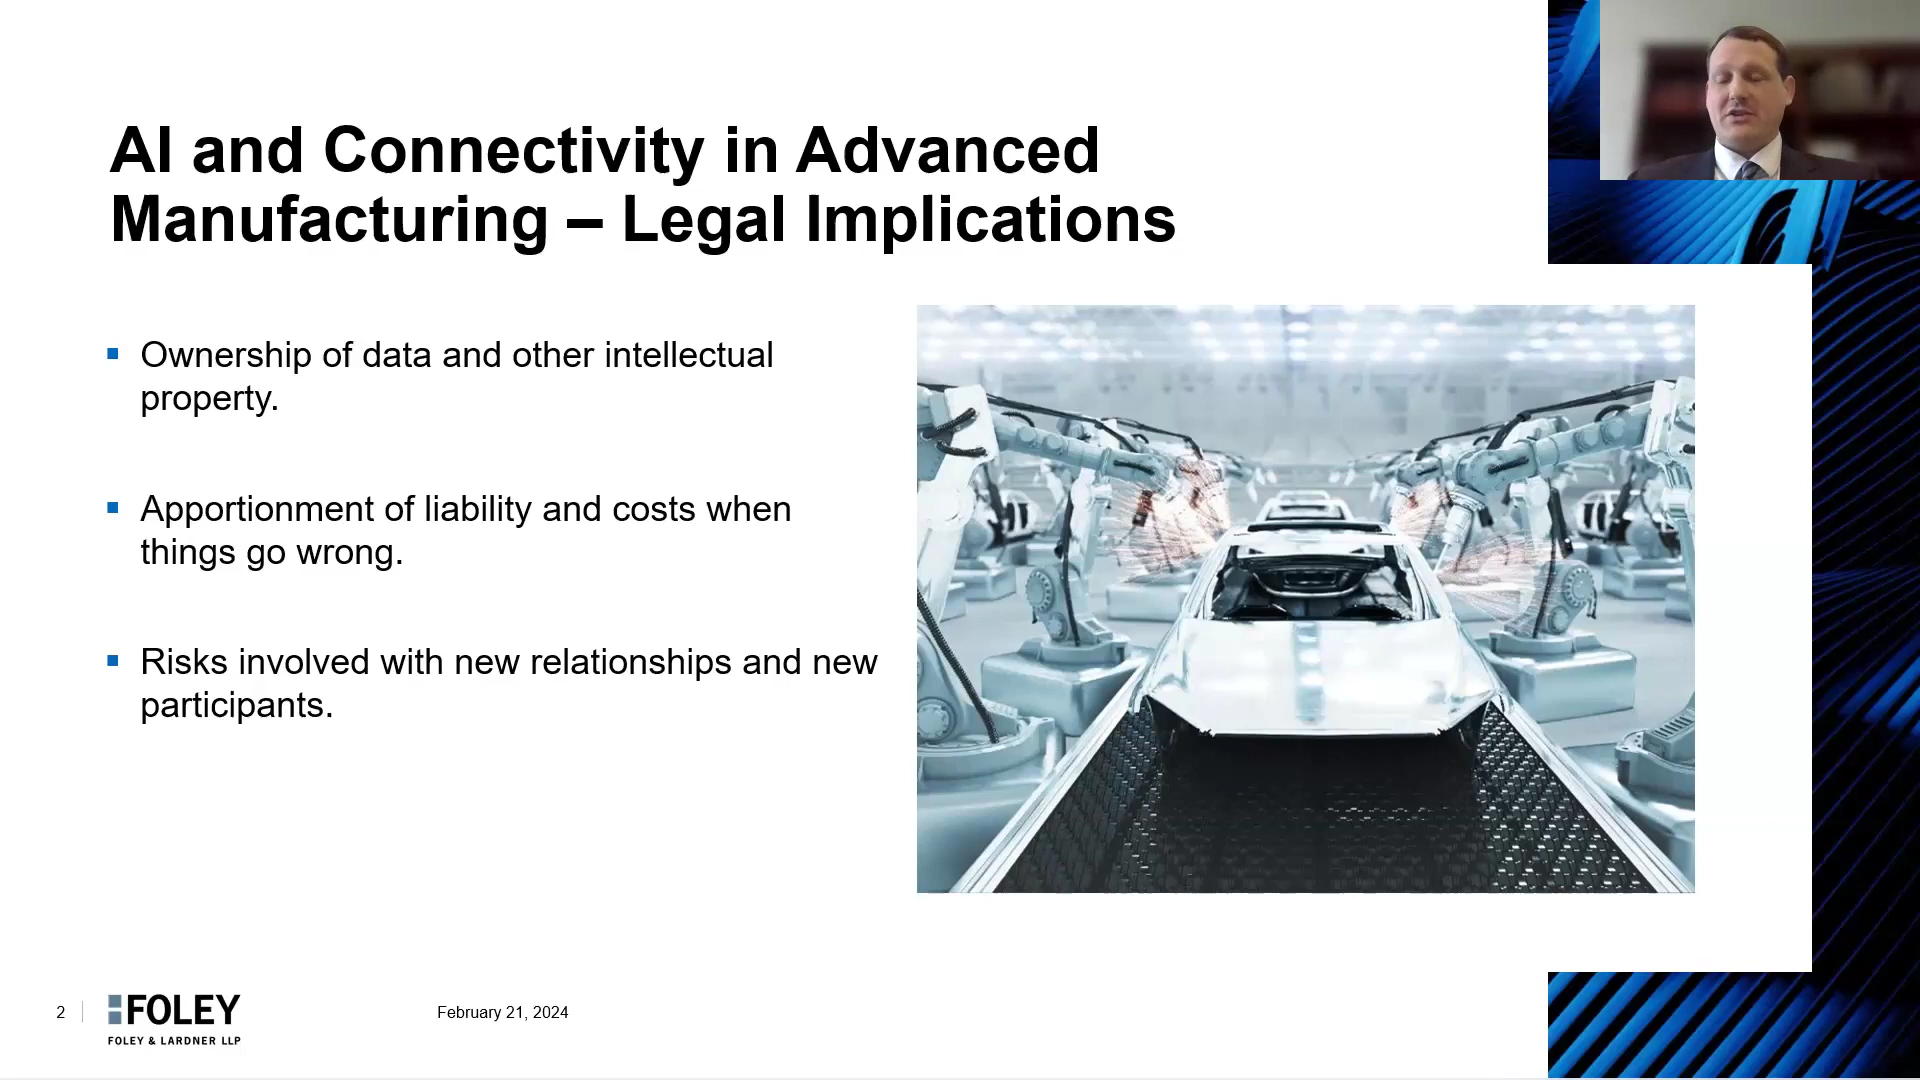 AI and Connectivity in Advanced
Manufacturing – Legal Implications
Ownership of data and other intellectual
property.
Apportionment of liability and costs when
things go wrong.
Risks involved with new relationships and new
participants.
2
FOLEY
FOLEY & LARDNER LLP
February 21, 2024